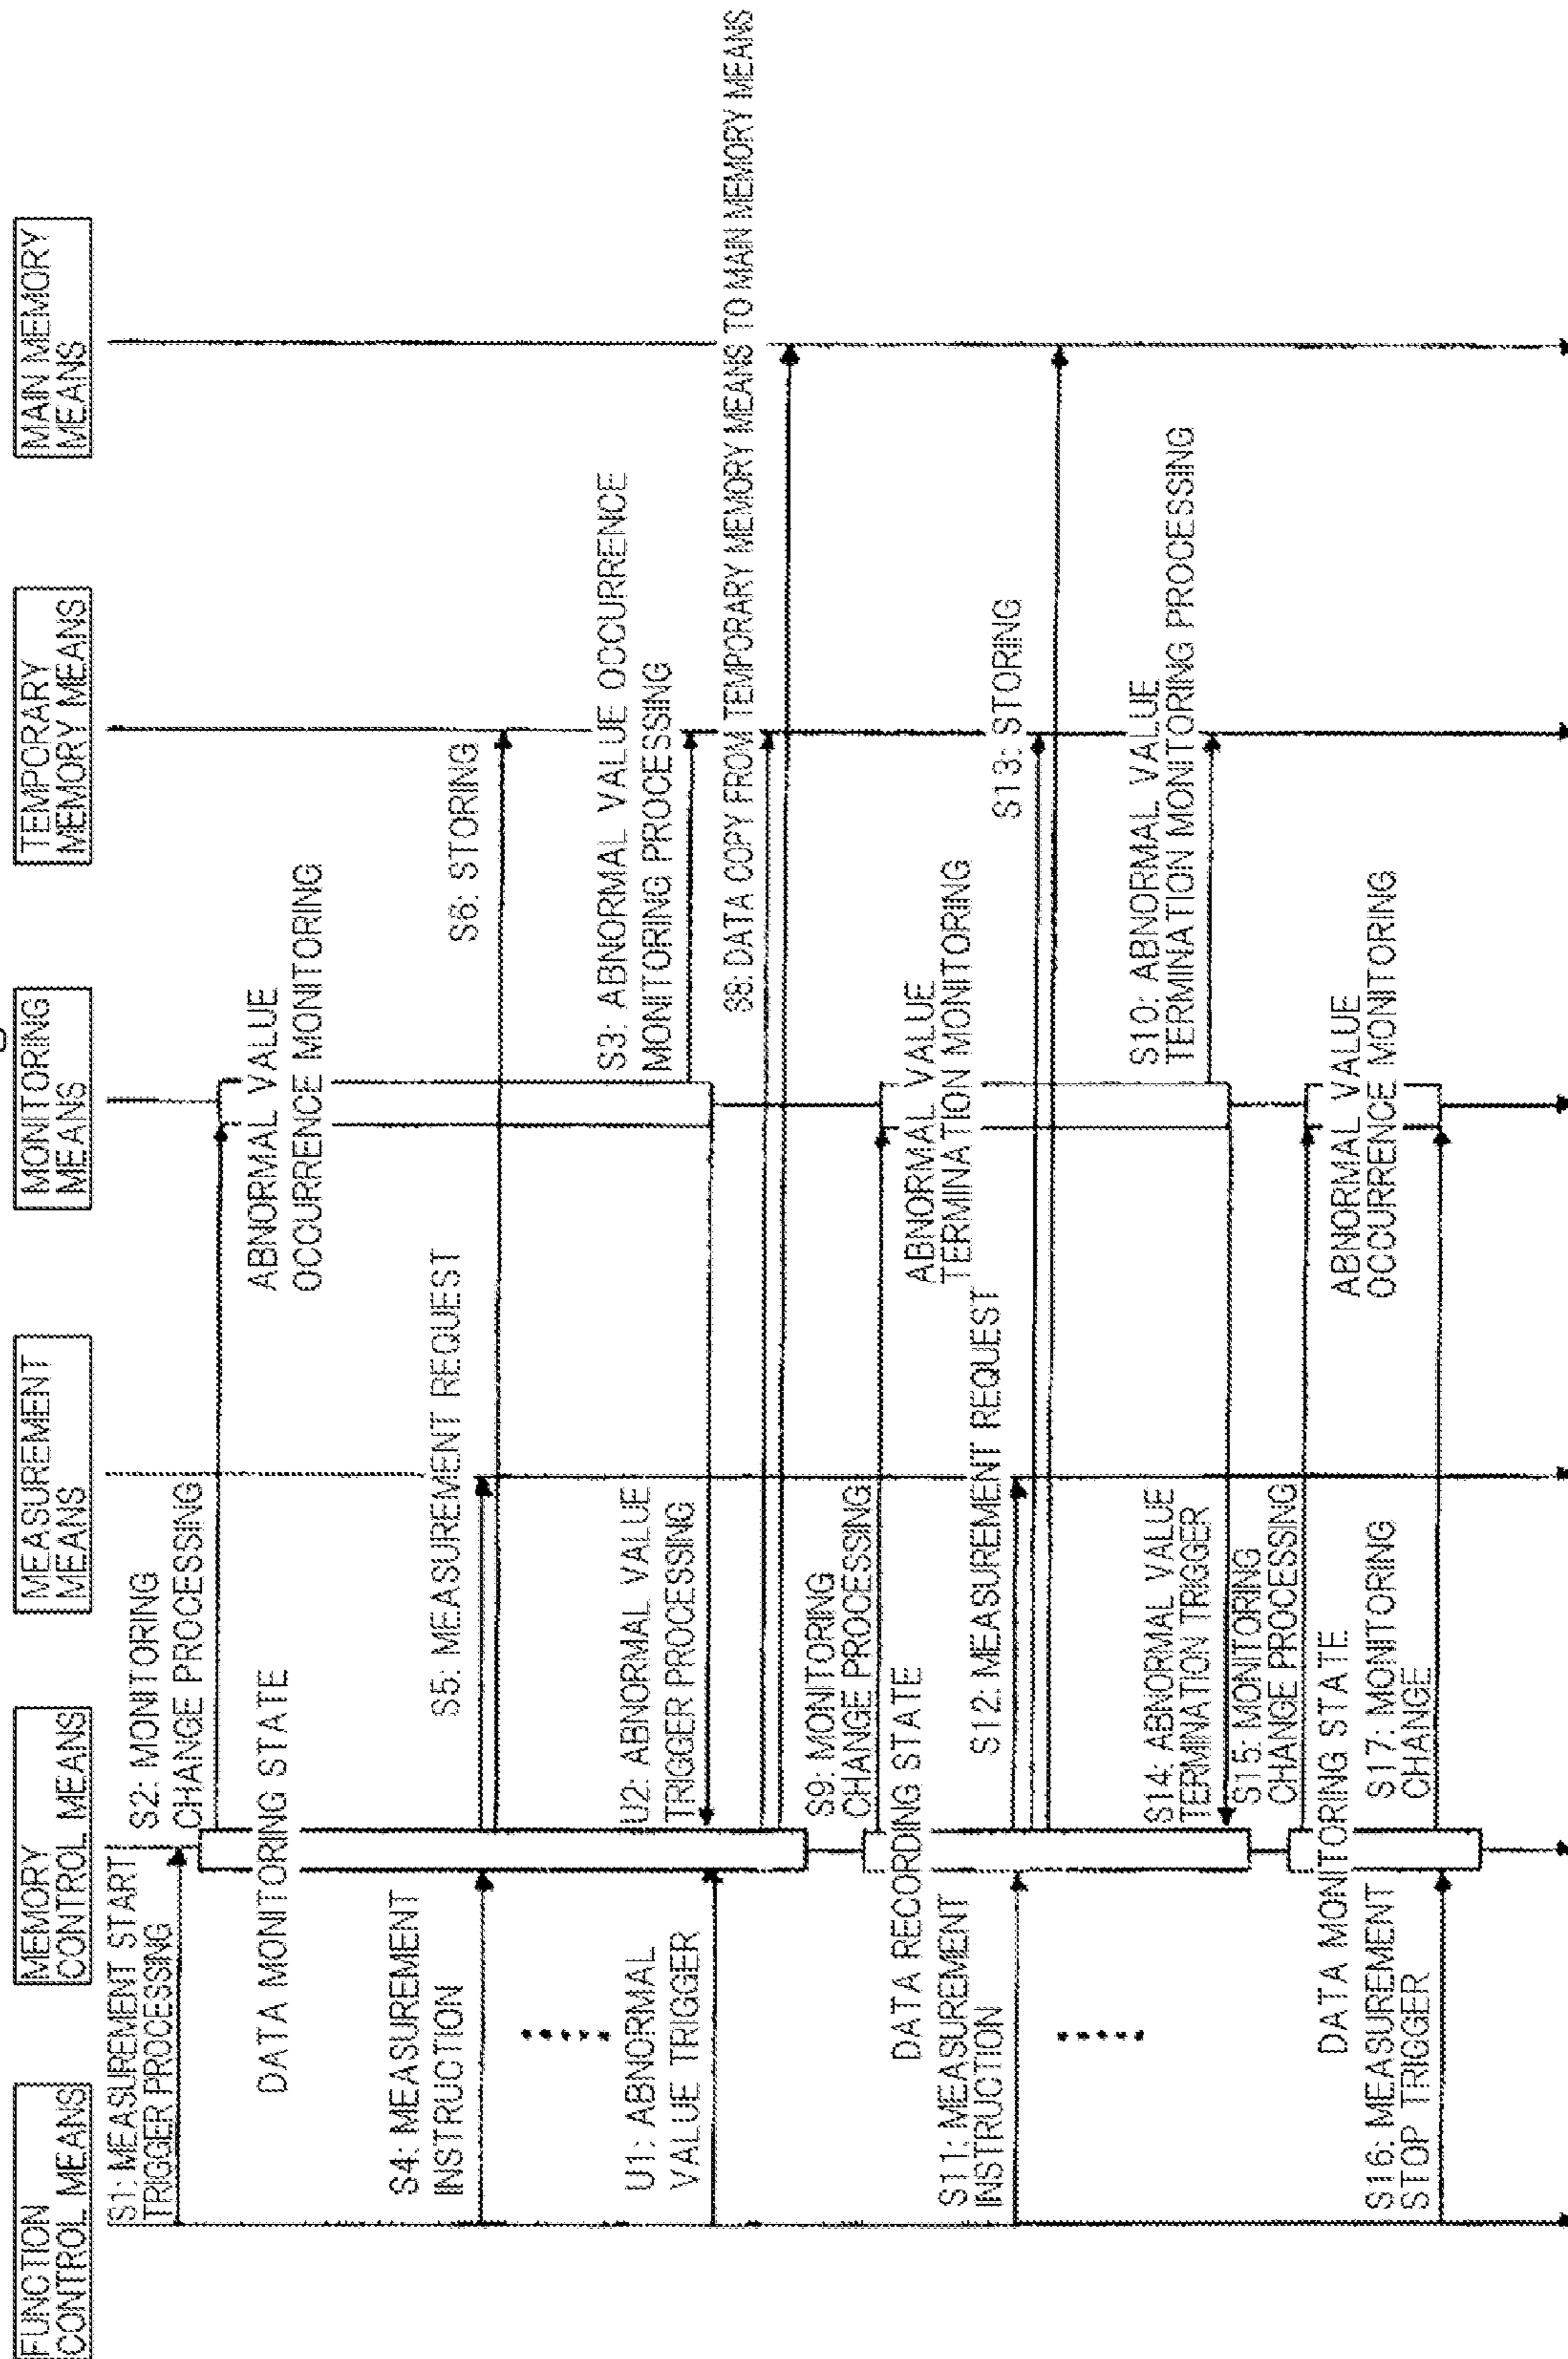 FUNCTION
CONTROL MEANS
MEMORY
CONTROL MEANS
MEASUREMENT
MEANS
MONITORING
MEANS
TEMPORARY
MEMORY MEANS
MAIN MEMORY
MEANS
S1: MEASUREMENT START
TRIGGER PROCESSING
S2: MONITORING
CHANGE PROCESSING
ABNORMAL VALUE
OCCURRENCE MONITORING
DATA MONITORING STATE
S4: MEASUREMENT
INSTRUCTION
S5: MEASUREMENT REQUEST
S6: STORING
S3: ABNORMAL VALUE OCCURRENCE
MONITORING PROCESSING
U1: ABNORMAL
VALUE TRIGGER
U2: ABNORMAL VALUE
TRIGGER PROCESSING
S8: DATA COPY FROM TEMPORARY MEMORY MEANS TO MAIN MEMORY MEANS
S9: MONITORING
CHANGE PROCESSING
ABNORMAL VALUE
TERMINATION MONITORING
DATA RECORDING STATE
S11: MEASUREMENT
INSTRUCTION
S12: MEASUREMENT REQUEST
S13: STORING
S10: ABNORMAL VALUE
TERMINATION MONITORING PROCESSING
S14: ABNORMAL VALUE
TERMINATION TRIGGER
S15: MONITORING
CHANGE PROCESSING
ABNORMAL VALUE
OCCURRENCE MONITORING
DATA MONITORING STATE
S16: MEASUREMENT
STOP TRIGGER
S17: MONITORING
CHANGE